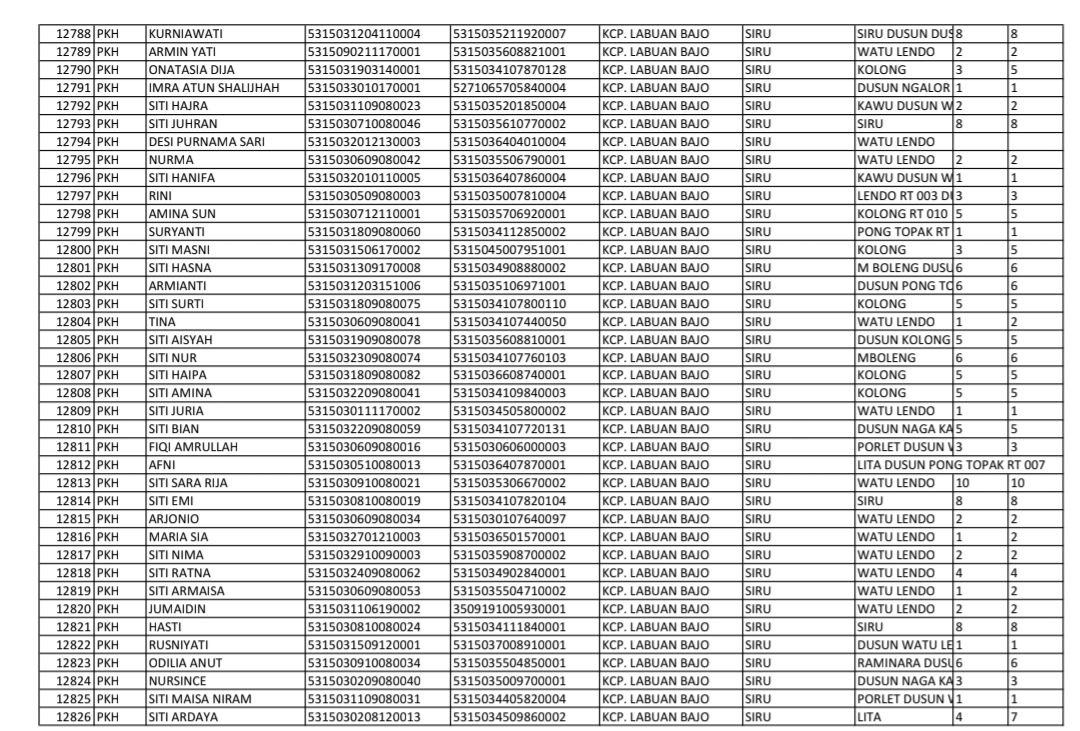 12788 PKH KURNIAWATI 5315031204110004 5315035211920007 KCP. LABUAN BAJO SIRU SIRU DUSUN DUS 8 8
12789 PKH ARMIN YATI 5315090211170001 5315035608821001 KCP. LABUAN BAJO SIRU WATU LENDO 2 2
12790 PKH ONATASIA DIJA 5315031903140001 5315034107870128 KCP. LABUAN BAJO SIRU KOLONG 3 5
12791 PKH IMRA ATUN SHALIJHAH 5315033010170001 5271065705840004 KCP. LABUAN BAJO SIRU DUSUN NGALOR 1 1
12792 PKH SITI HAJRA 5315031109080023 5315035201850004 KCP. LABUAN BAJO SIRU KAWU DUSUN W 2 2
12793 PKH SITI JUHRAN 5315030710080046 5315035610770002 KCP. LABUAN BAJO SIRU SIRU 8 8
12794 PKH DESI PURNAMA SARI 5315032012130003 5315036404010004 KCP. LABUAN BAJO SIRU WATU LENDO
12795 PKH NURMA 5315030609080042 5315035506790001 KCP. LABUAN BAJO SIRU WATU LENDO 2 2
12796 PKH SITI HANIFA 5315032010110005 5315036407860004 KCP. LABUAN BAJO SIRU KAWU DUSUN W 1 1
12797 PKH RINI 5315030509080003 5315035007810004 KCP. LABUAN BAJO SIRU LENDO RT 003 DU 3 3
12798 PKH AMINA SUN 5315030712110001 5315035706920001 KCP. LABUAN BAJO SIRU KOLONG RT 010 5 5
12799 PKH SURYANTI 5315031809080060 5315034112850002 KCP. LABUAN BAJO SIRU PONG TOPAK RT 1 1
12800 PKH SITI MASNI 5315031506170002 5315045007951001 KCP. LABUAN BAJO SIRU KOLONG 3 5
12801 PKH SITI HASNA 5315031309170008 5315034908880002 KCP. LABUAN BAJO SIRU M BOLENG DUSU 6 6
12802 PKH ARMIANTI 5315031203151006 5315035106971001 KCP. LABUAN BAJO SIRU DUSUN PONG TO 6 6
12803 PKH SITI SURTI 5315031809080075 5315034107800110 KCP. LABUAN BAJO SIRU KOLONG 5 5
12804 PKH TINA 5315030609080041 5315034107440050 KCP. LABUAN BAJO SIRU WATU LENDO 1 2
12805 PKH SITI AISYAH 5315031909080078 5315035608810001 KCP. LABUAN BAJO SIRU DUSUN KOLONG 5 5
12806 PKH SITI NUR 5315032309080074 5315034107760103 KCP. LABUAN BAJO SIRU MBOLENG 6 6
12807 PKH SITI HAIPA 5315031809080082 5315036608740001 KCP. LABUAN BAJO SIRU KOLONG 5 5
12808 PKH SITI AMINA 5315032209080041 5315034109840003 KCP. LABUAN BAJO SIRU KOLONG 5 5
12809 PKH SITI JURIA 5315030111170002 5315034505800002 KCP. LABUAN BAJO SIRU WATU LENDO 1 1
12810 PKH SITI BIAN 5315032209080059 5315034107720131 KCP. LABUAN BAJO SIRU DUSUN NAGA KA 5 5
12811 PKH FIQI AMRULLAH 5315030609080016 5315030606000003 KCP. LABUAN BAJO SIRU PORLET DUSUN W 3 3
12812 PKH AFNI 5315030510080013 5315036407870001 KCP. LABUAN BAJO SIRU LITA DUSUN PONG TOPAK RT 007
12813 PKH SITI SARA RIJA 5315030910080021 5315035306670002 KCP. LABUAN BAJO SIRU WATU LENDO 10 10
12814 PKH SITI EMI 5315030810080019 5315034107820104 KCP. LABUAN BAJO SIRU SIRU 8 8
12815 PKH ARJONIO 5315030609080034 5315030107640097 KCP. LABUAN BAJO SIRU WATU LENDO 2 2
12816 PKH MARIA SIA 5315032701210003 5315036501570001 KCP. LABUAN BAJO SIRU WATU LENDO 1 2
12817 PKH SITI NIMA 5315032910090003 5315035908700002 KCP. LABUAN BAJO SIRU WATU LENDO 2 2
12818 PKH SITI RATNA 5315032409080062 5315034902840001 KCP. LABUAN BAJO SIRU WATU LENDO 4 4
12819 PKH SITI ARMAISA 5315030609080053 5315035504710002 KCP. LABUAN BAJO SIRU WATU LENDO 1 2
12820 PKH JUMAIDIN 5315031106190002 3509191005930001 KCP. LABUAN BAJO SIRU WATU LENDO 2 2
12821 PKH HASTI 5315030810080024 5315034111840001 KCP. LABUAN BAJO SIRU SIRU 8 8
12822 PKH RUSNIYATI 5315031509120001 5315037008910001 KCP. LABUAN BAJO SIRU DUSUN WATU LE 1 1
12823 PKH ODILIA ANUT 5315030910080034 5315035504850001 KCP. LABUAN BAJO SIRU RAMINARA DUSU 6 6
12824 PKH NURSINCE 5315030209080040 5315035009700001 KCP. LABUAN BAJO SIRU DUSUN NAGA KA 3 3
12825 PKH SITI MAISA NIRAM 5315031109080031 5315034405820004 KCP. LABUAN BAJO SIRU PORLET DUSUN W 1 1
12826 PKH SITI ARDAYA 5315030208120013 5315034509860002 KCP. LABUAN BAJO SIRU LITA 4 7